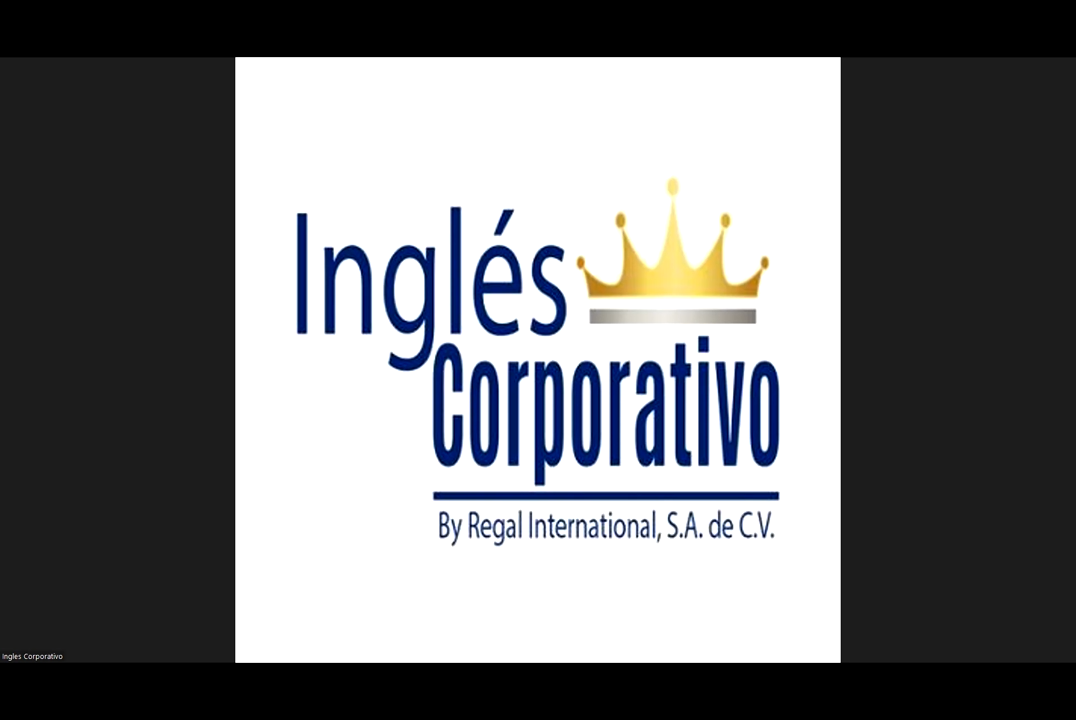 Inglés
Corporativo
By Regal International, S.A. de C.V.
Ingles Corporativo